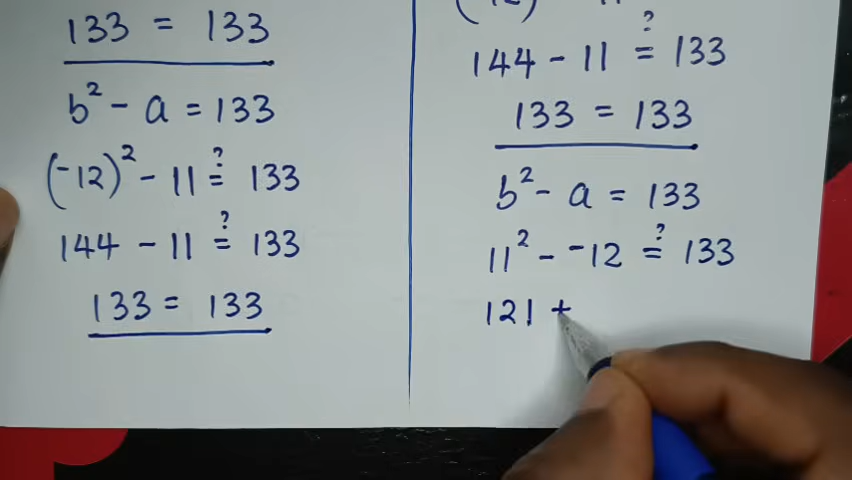 133 = 133
b² - a = 133
(-12)² - 11 ?= 133
144 - 11 ?= 133
133 = 133
144 - 11 ?= 133
133 = 133
b² - a = 133
11² - -12 ?= 133
121 +